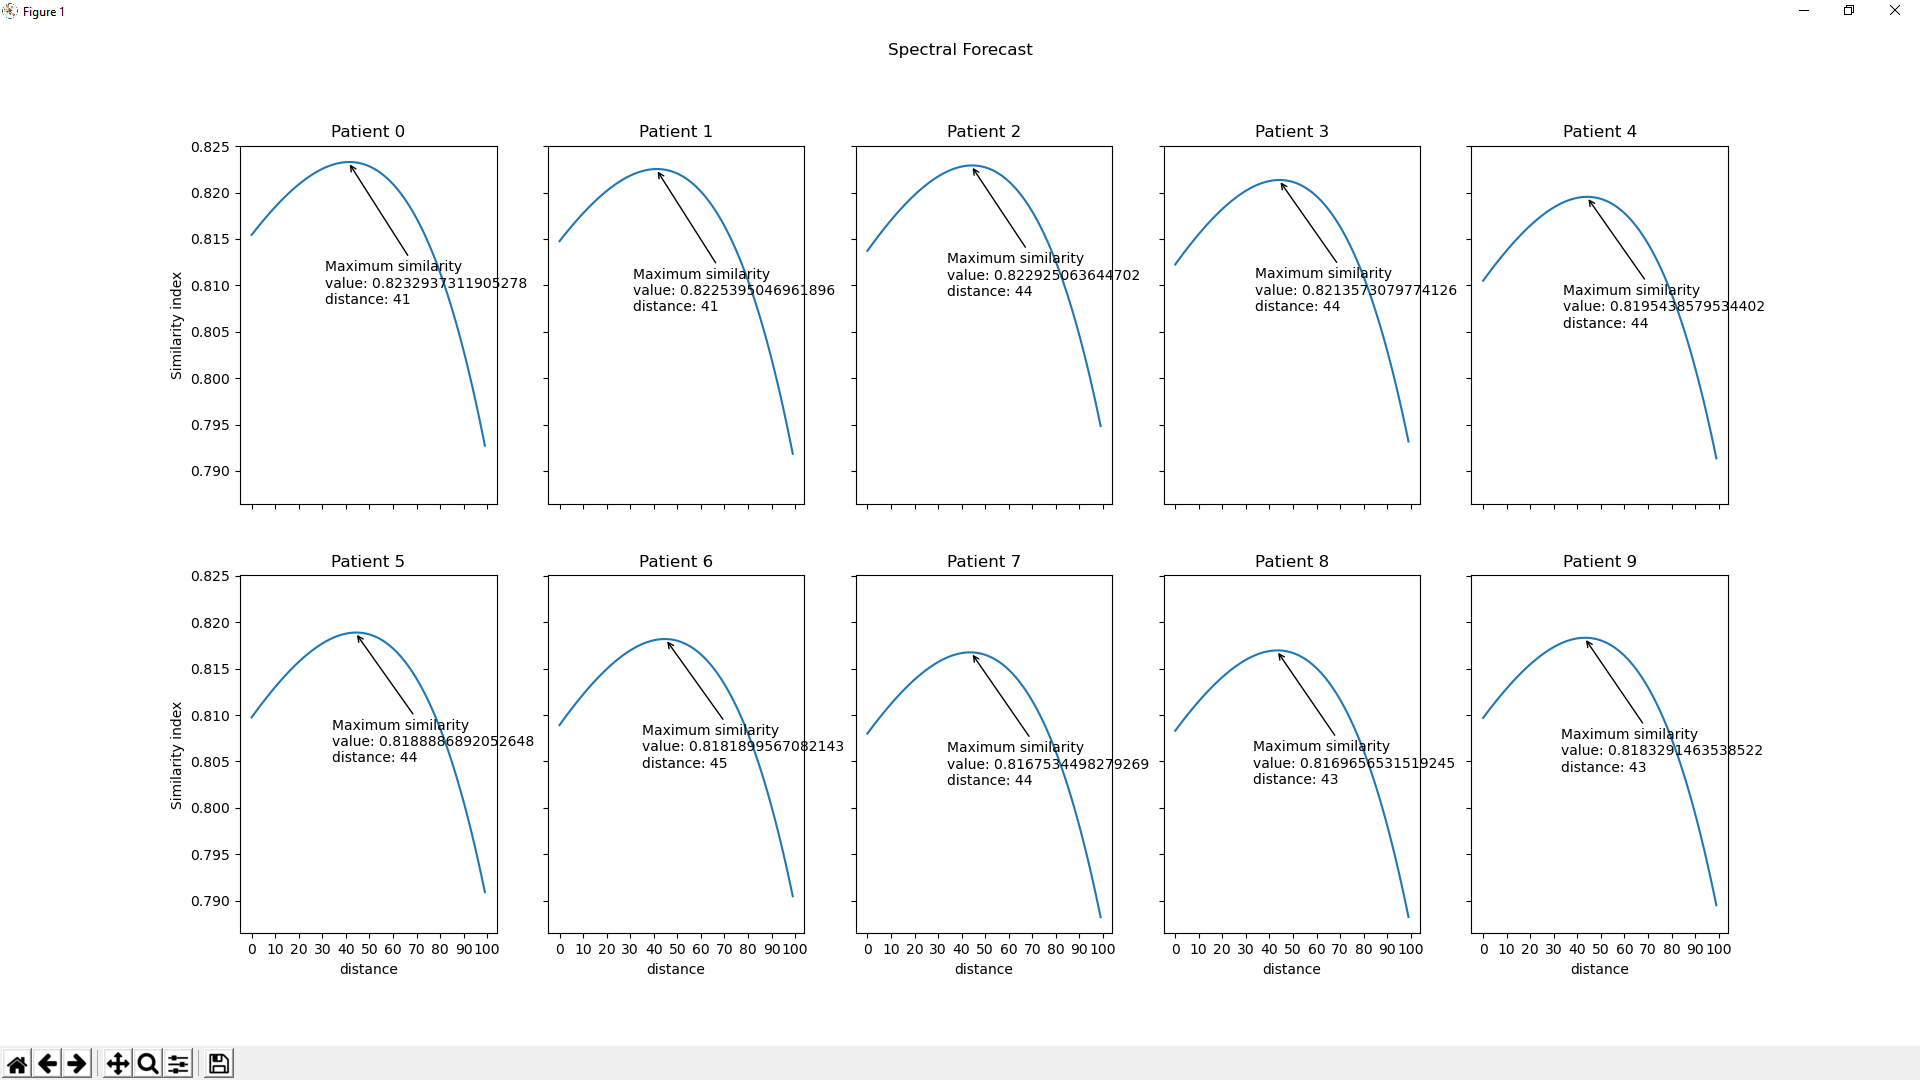 Figure 1
Spectral Forecast
Patient 0
Patient 1
Patient 2
Patient 3
Patient 4
0.825
0.820
0.815
0.810
0.805
0.800
0.795
0.790
Similarity index
Maximum similarity
value: 0.8232937311905278
distance: 41
Maximum similarity
value: 0.8225395046961896
distance: 41
Maximum similarity
value: 0.822925063644702
distance: 44
Maximum similarity
value: 0.8213573079774126
distance: 44
Maximum similarity
value: 0.8195438579534402
distance: 44
Patient 5
Patient 6
Patient 7
Patient 8
Patient 9
0.825
0.820
0.815
0.810
0.805
0.800
0.795
0.790
Similarity index
Maximum similarity
value: 0.8188886892052648
distance: 44
Maximum similarity
value: 0.8181899567082143
distance: 45
Maximum similarity
value: 0.8167534498279269
distance: 44
Maximum similarity
value: 0.8169656531519245
distance: 43
Maximum similarity
value: 0.8183291463538522
distance: 43
0 10 20 30 40 50 60 70 80 90 100
0 10 20 30 40 50 60 70 80 90 100
0 10 20 30 40 50 60 70 80 90 100
0 10 20 30 40 50 60 70 80 90 100
0 10 20 30 40 50 60 70 80 90 100
distance
distance
distance
distance
distance